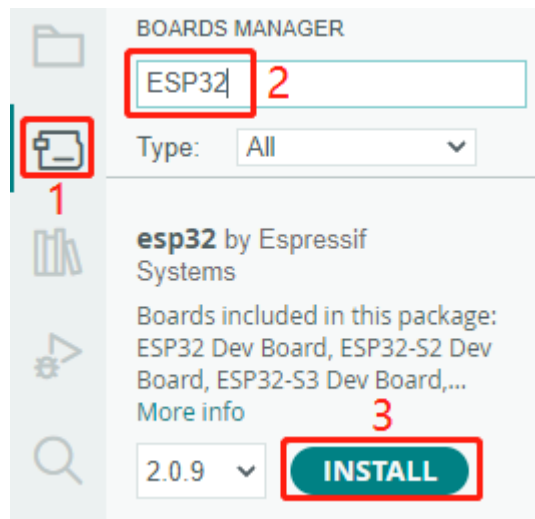 BOARDS MANAGER
ESP32
2
Type: All
1
esp32 by Espressif
Systems
Boards included in this package:
ESP32 Dev Board, ESP32-S2 Dev
Board, ESP32-S3 Dev Board,...
More info
3
2.0.9
INSTALL